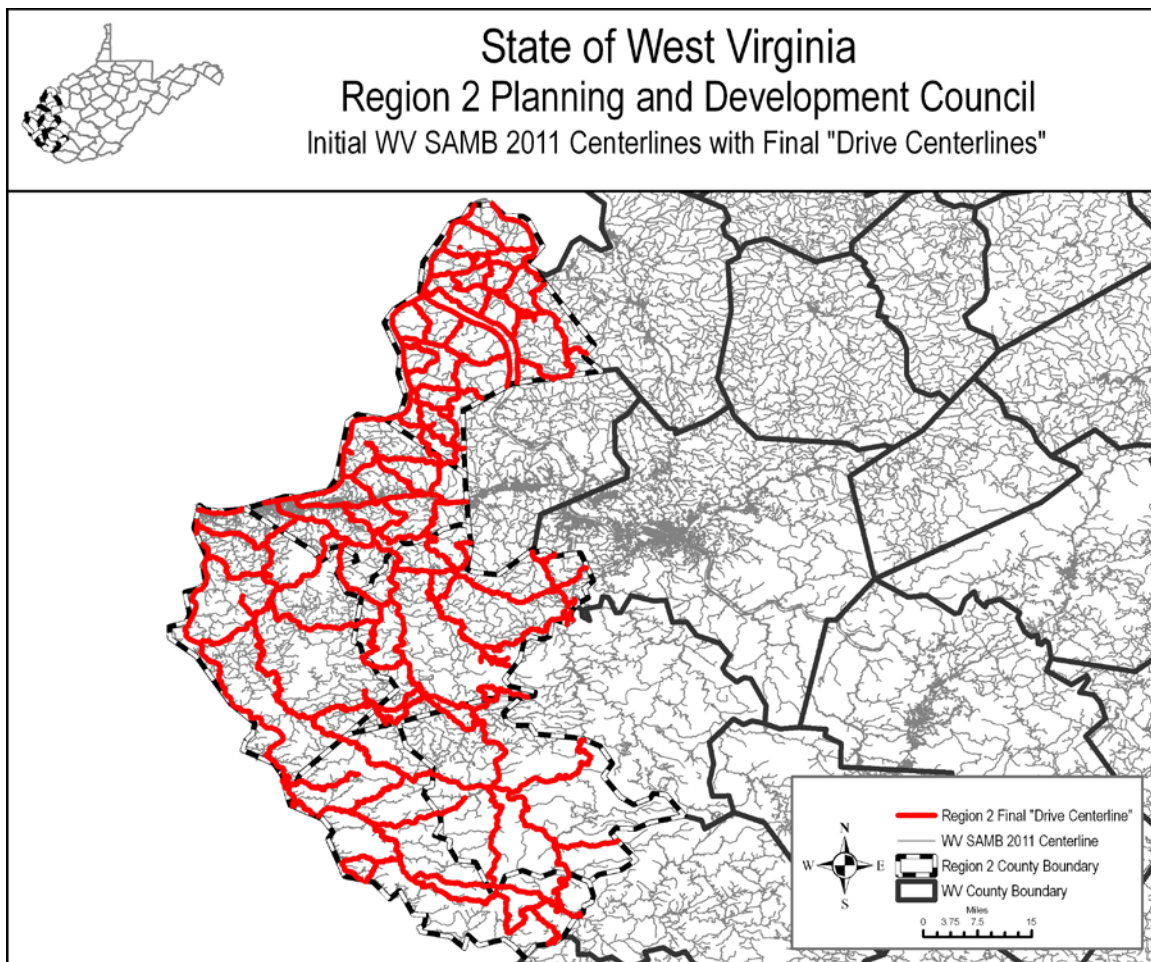 State of West Virginia
Region 2 Planning and Development Council
Initial WV SAMB 2011 Centerlines with Final "Drive Centerlines"
Region 2 Final "Drive Centerline"
WV SAMB 2011 Centerline
Region 2 County Boundary
WV County Boundary
N
W E
S
Miles
0 3.75 7.5 15